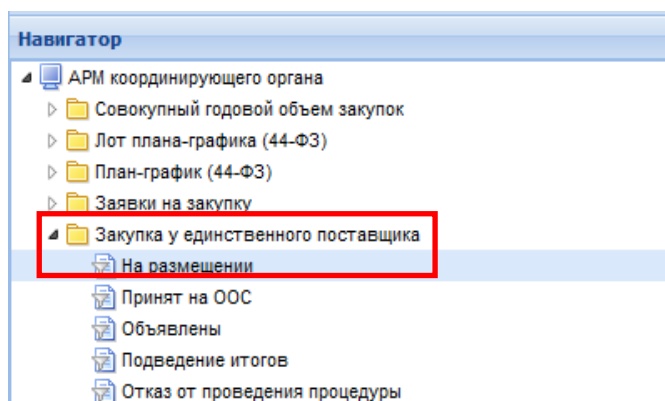 Навигатор
АРМ координирующего органа
Совокупный годовой объем закупок
Лот плана-графика (44-ФЗ)
План-график (44-ФЗ)
Заявки на закупку
Закупка у единственного поставщика
На размещении
Принят на ООС
Объявлены
Подведение итогов
Отказ от проведения процедуры